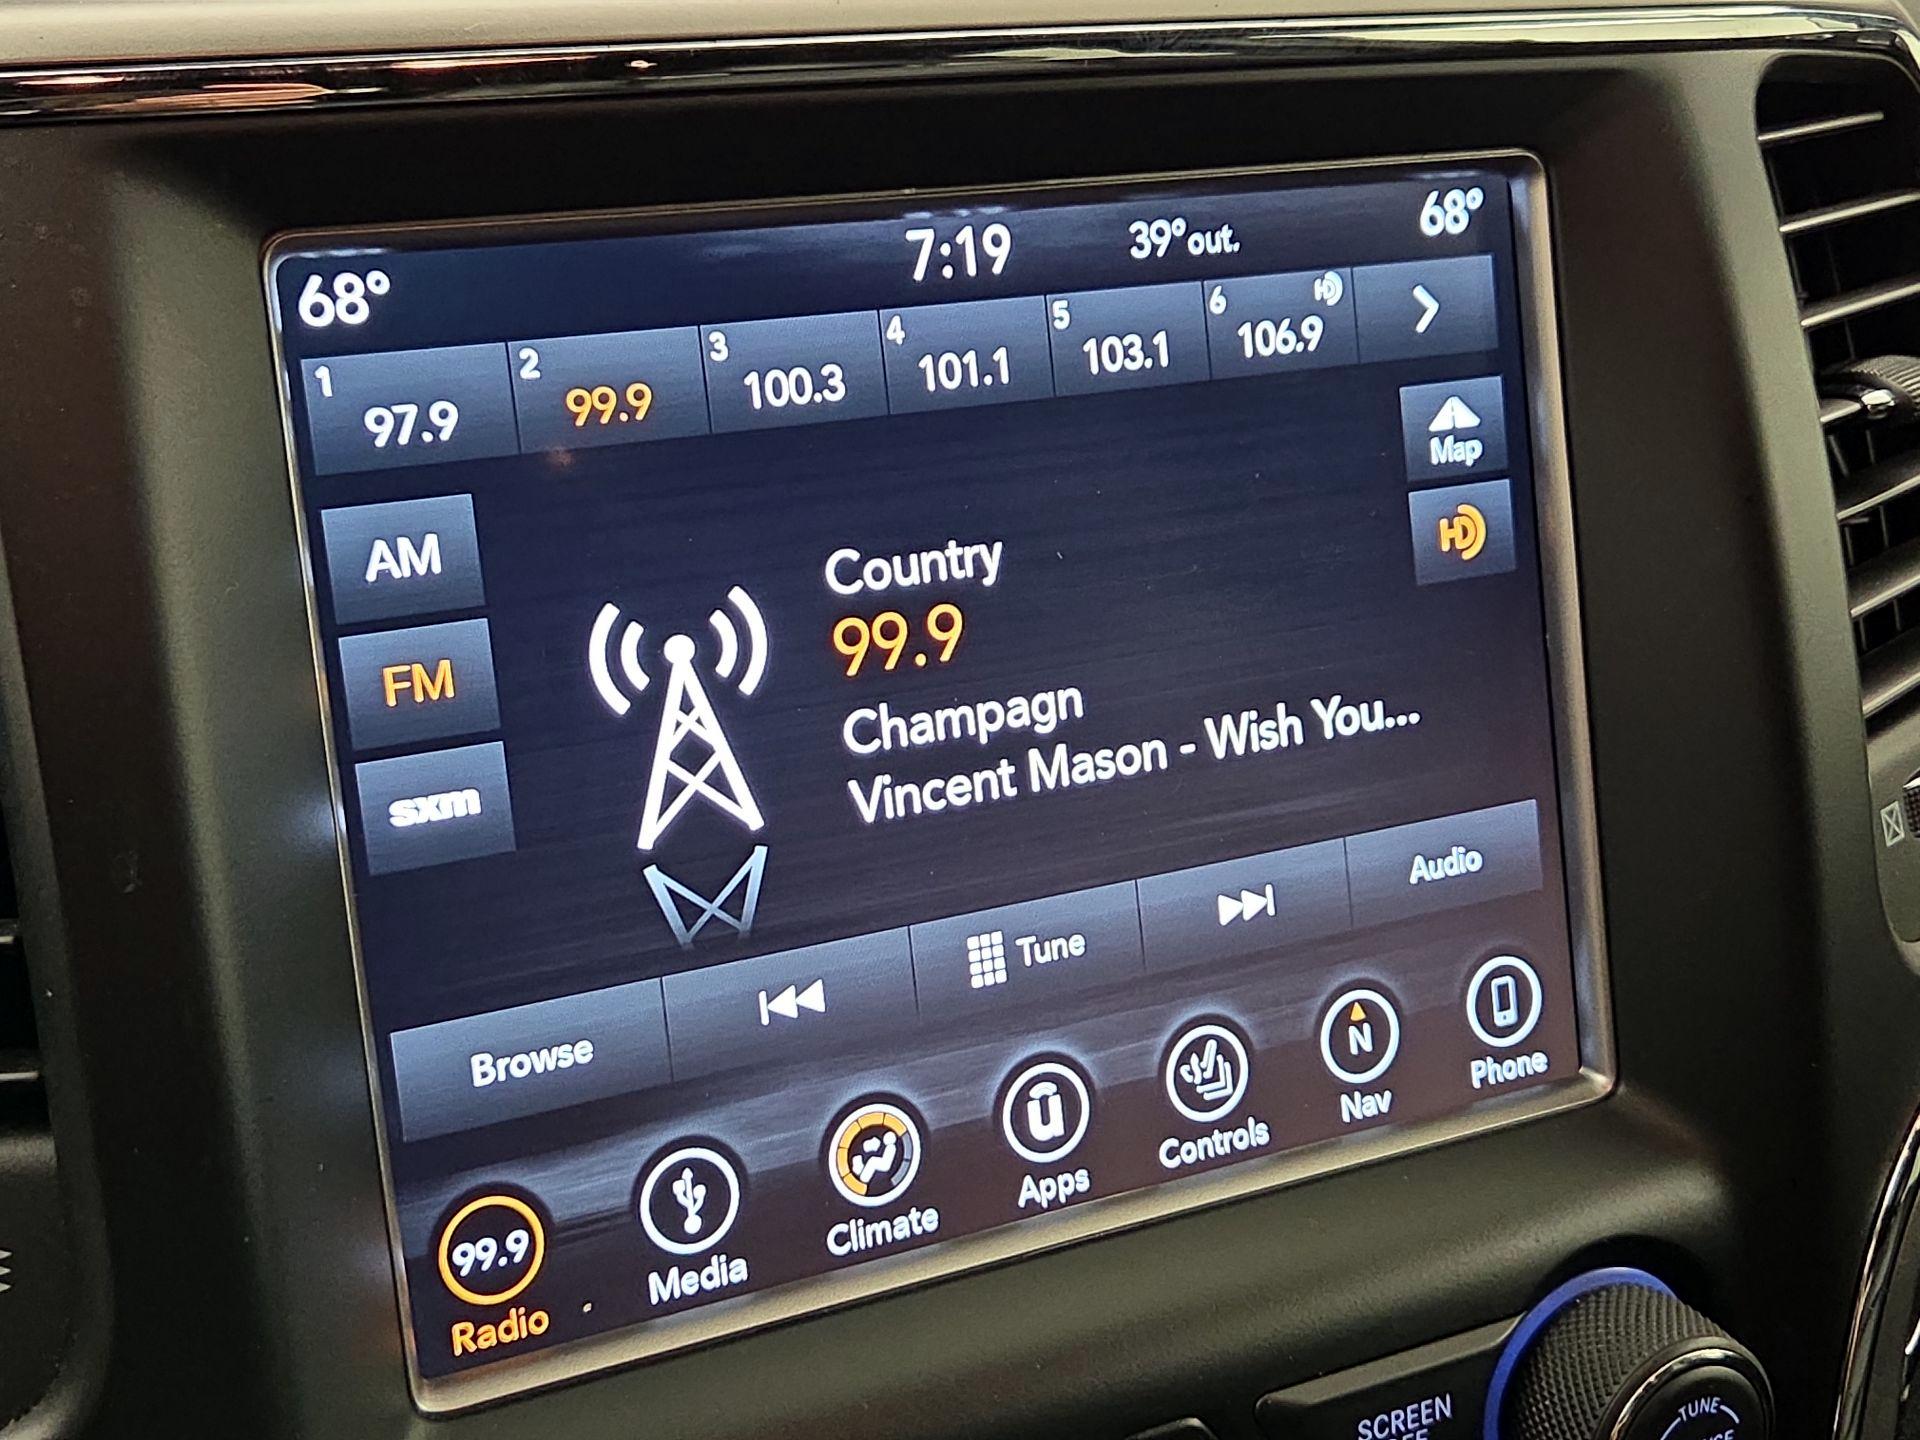 68° 7:19 39° out. 68°
1 97.9 2 99.9 3 100.3 4 101.1 5 103.1 6 106.9 HD
Map
HD
AM
FM
sxm
Country
99.9
Champagn
Vincent Mason - Wish You...
Browse Tune Audio
99.9 Radio
Media
Climate
u Apps
Controls
N Nav
Phone
SCREEN
TUNE